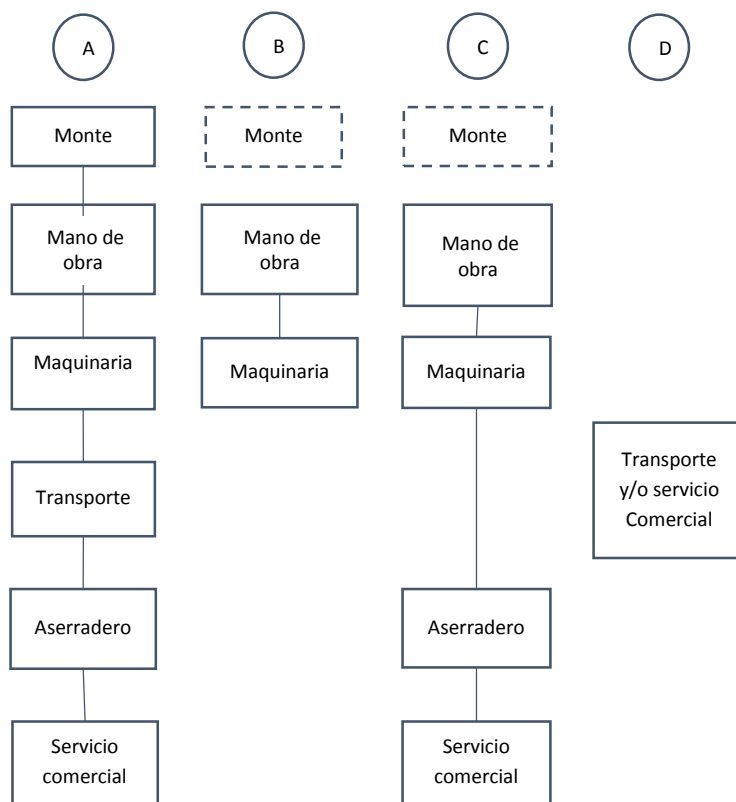 A
B
C
D
Monte
Monte
Monte
Mano de
obra
Mano de
obra
Mano de
obra
Maquinaria
Maquinaria
Maquinaria
Transporte
Transporte
y/o servicio
Comercial
Aserradero
Aserradero
Servicio
comercial
Servicio
comercial